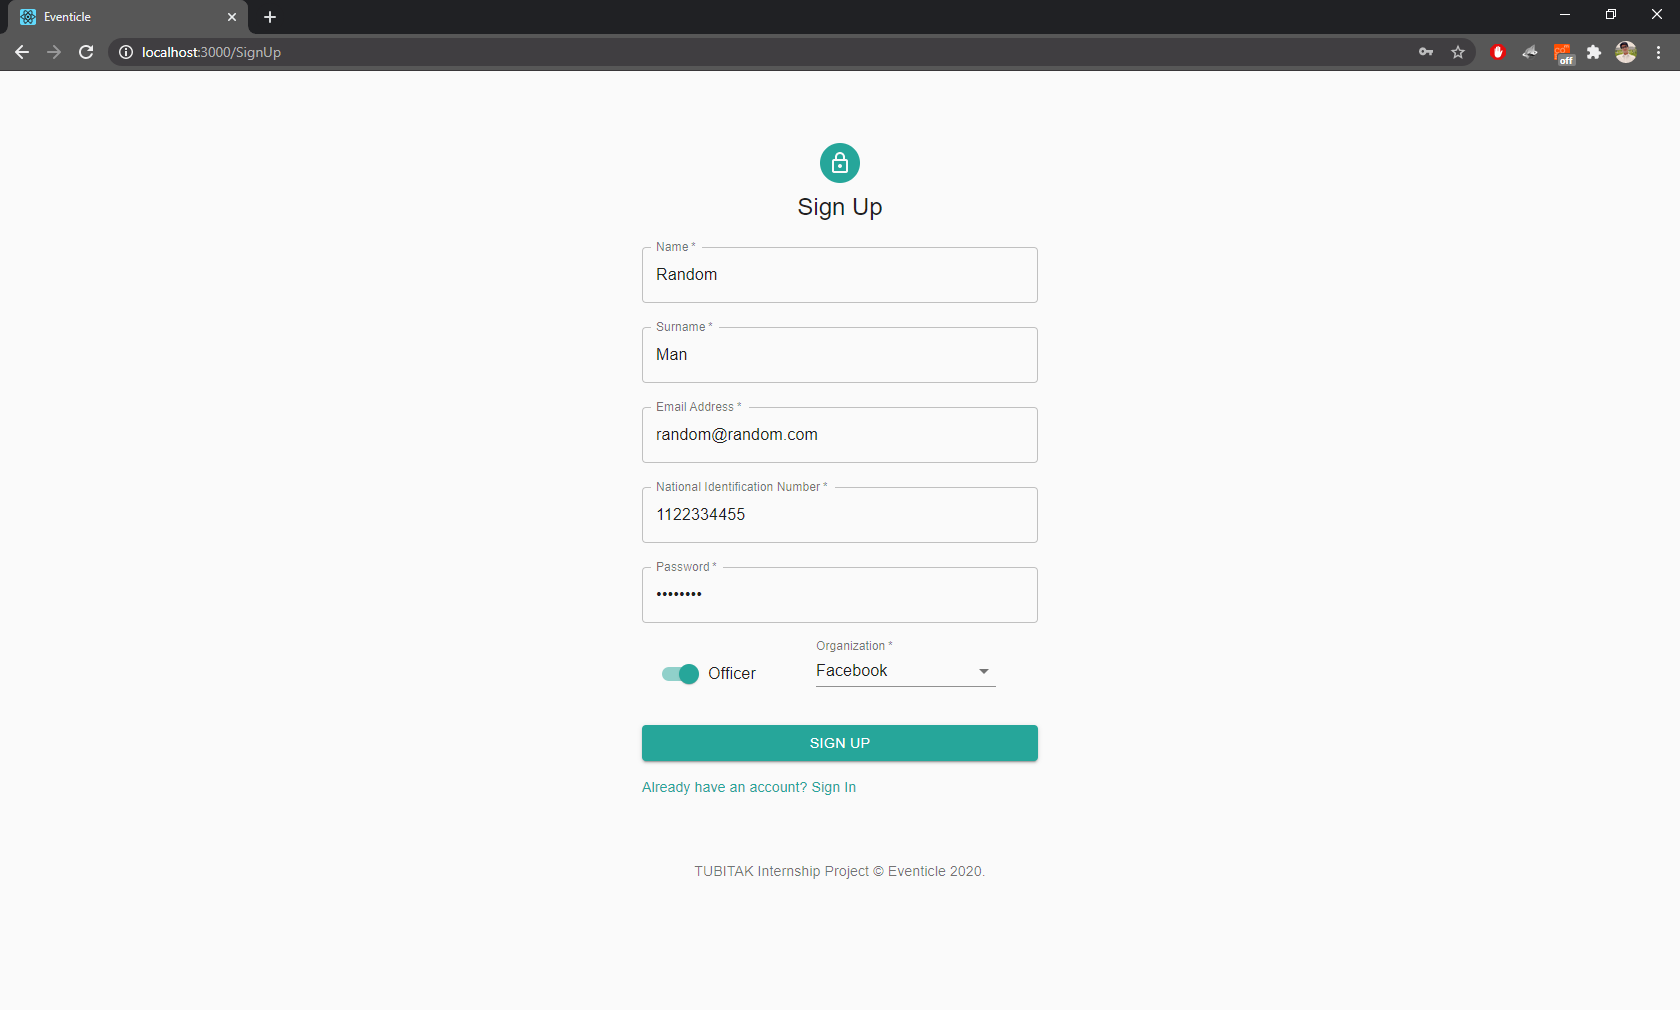 Eventicle
localhost:3000/SignUp
off
Sign Up
Name *
Random
Surname *
Man
Email Address *
random@random.com
National Identification Number *
1122334455
Password *
••••••••
Organization *
Officer
Facebook
SIGN UP
Already have an account? Sign In
TUBITAK Internship Project © Eventicle 2020.